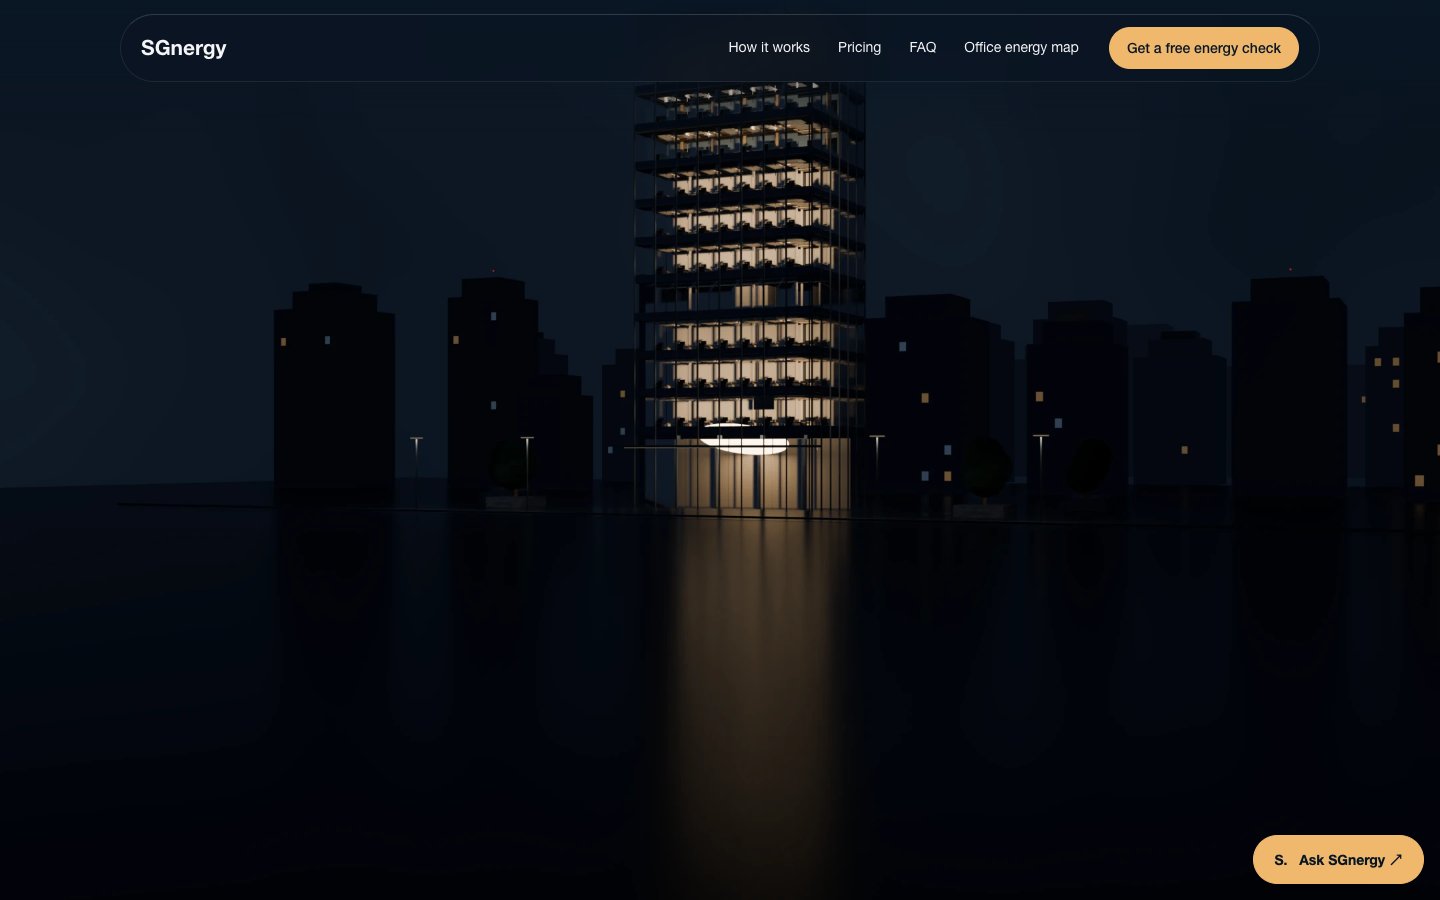 SGnergy
How it works
Pricing
FAQ
Office energy map
Get a free energy check
S. Ask SGnergy ↗